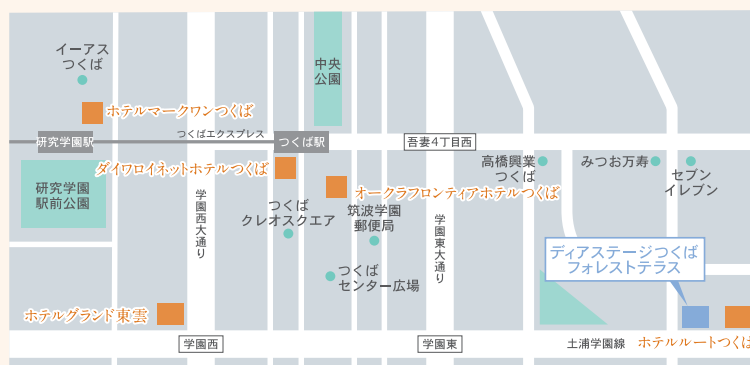 イーアス
つくば
中央
公園
ホテルマークワンつくば
つくばエクスプレス
研究学園駅
つくば駅
吾妻4丁目西
ダイワロイネットホテルつくば
高橋興業
つくば
みつお万寿
セブン
イレブン
研究学園
駅前公園
オークラフロンティアホテルつくば
学園西大通り
つくば
クレオスクエア
筑波学園
郵便局
学園東大通り
つくば
センター広場
ディアステージつくば
フォレストテラス
ホテルグランド東雲
学園西
学園東
土浦学園線
ホテルルートつくば